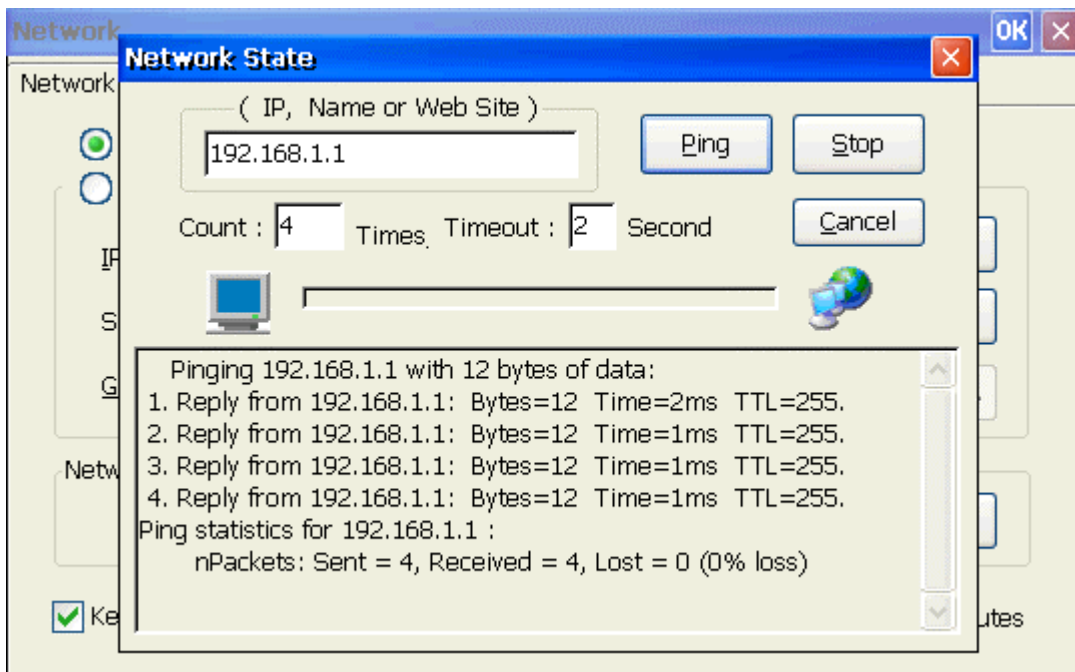 Network
OK
Network State
Network
( IP, Name or Web Site )
192.168.1.1
Ping
Stop
Count : 4 Times, Timeout : 2 Second
Cancel
IP
S
G
Pinging 192.168.1.1 with 12 bytes of data:
1. Reply from 192.168.1.1: Bytes=12 Time=2ms TTL=255.
2. Reply from 192.168.1.1: Bytes=12 Time=1ms TTL=255.
3. Reply from 192.168.1.1: Bytes=12 Time=1ms TTL=255.
4. Reply from 192.168.1.1: Bytes=12 Time=1ms TTL=255.
Netw
Ping statistics for 192.168.1.1 :
nPackets: Sent = 4, Received = 4, Lost = 0 (0% loss)
Ke
utes